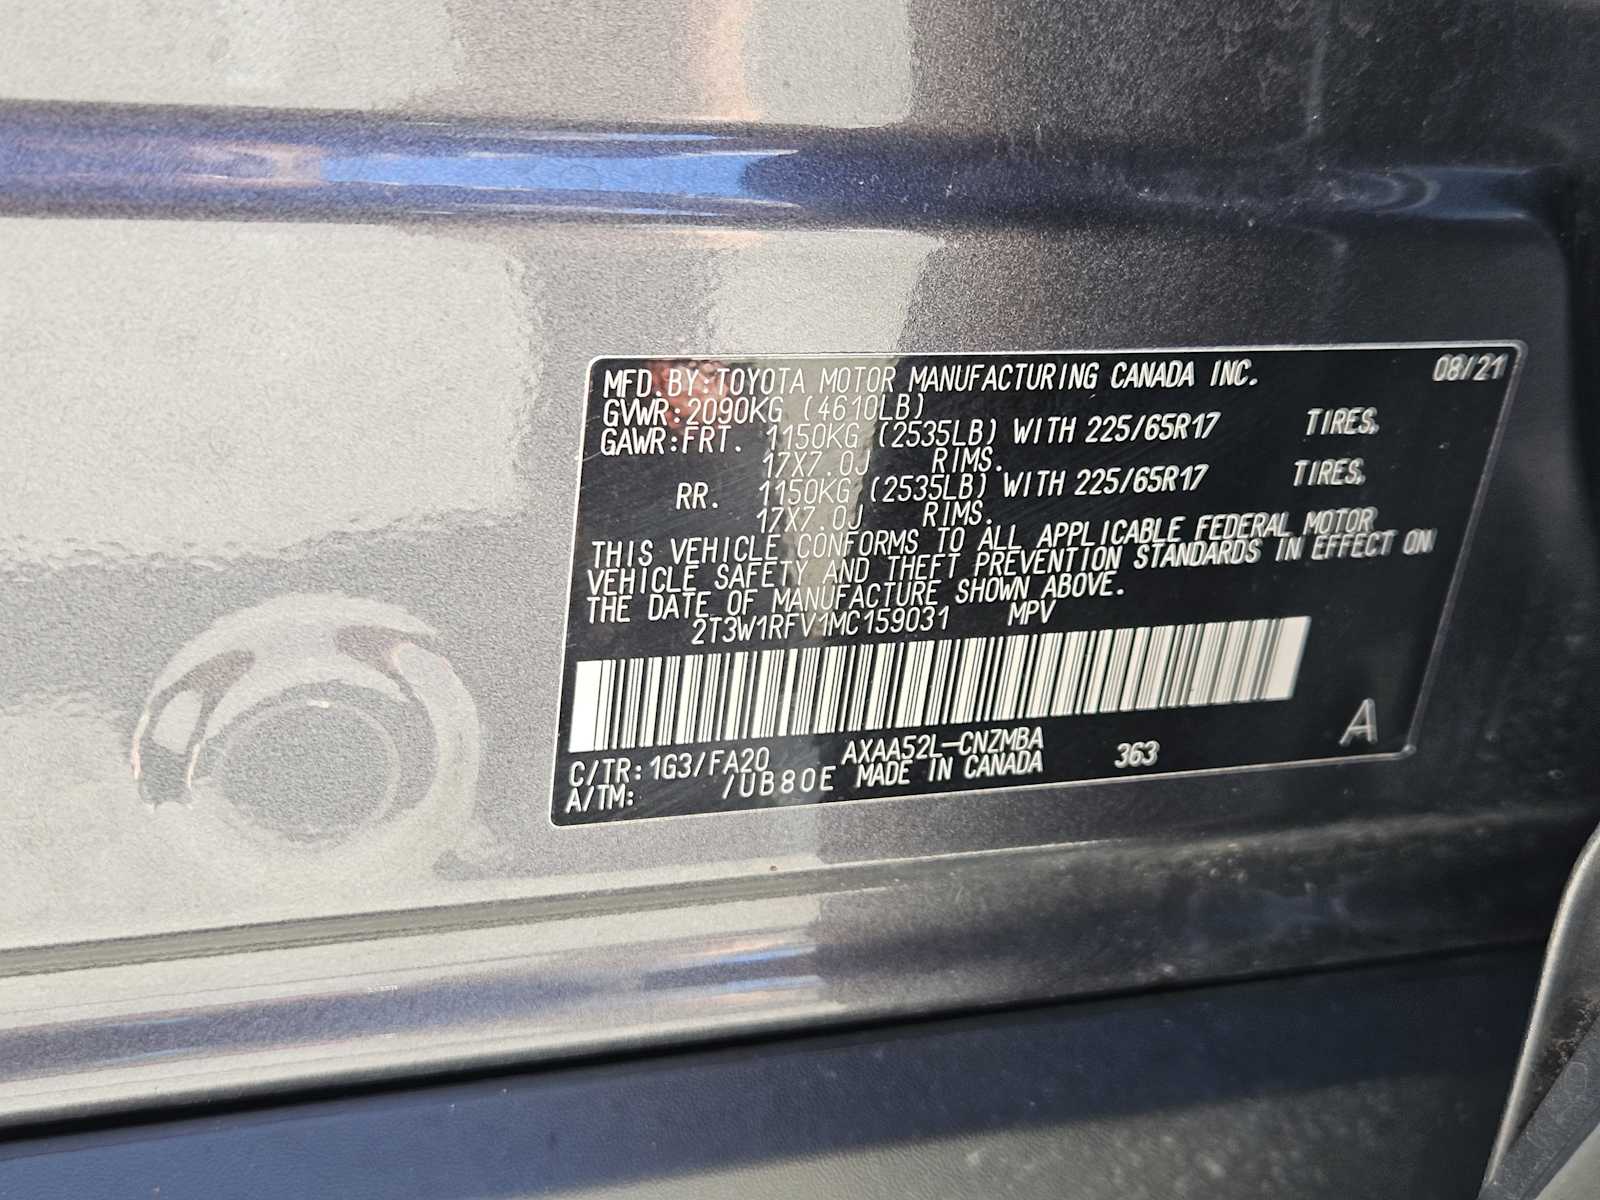 MFD.BY:TOYOTA MOTOR MANUFACTURING CANADA INC. 08/21
GVWR:2090KG (4610LB)
GAWR:FRT. 1150KG (2535LB) WITH 225/65R17 TIRES,
17X7.0J RIMS.
RR. 1150KG (2535LB) WITH 225/65R17 TIRES,
17X7.0J RIMS.
THIS VEHICLE CONFORMS TO ALL APPLICABLE FEDERAL MOTOR
VEHICLE SAFETY AND THEFT PREVENTION STANDARDS IN EFFECT ON
THE DATE OF MANUFACTURE SHOWN ABOVE.
2T3W1RFV1MC159031 MPV
C/TR:1G3/FA20 AXAA52L-CNZMBA 363 A
A/TM: /UB80E MADE IN CANADA